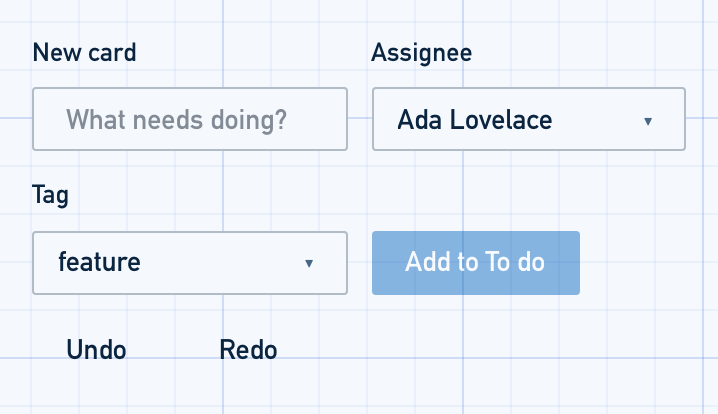 New card
Assignee
What needs doing?
Ada Lovelace
Tag
feature
Add to To do
Undo
Redo